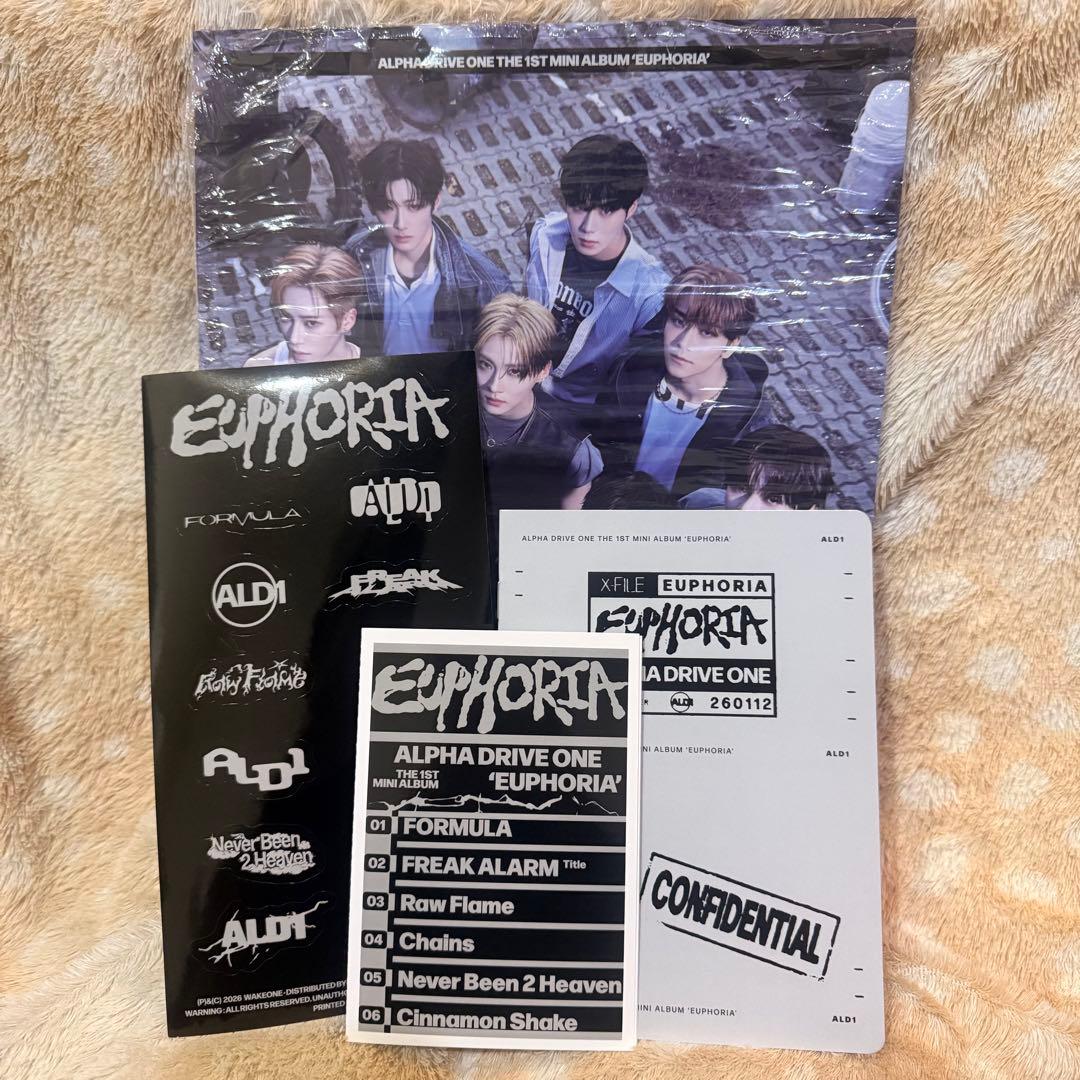 ALPHA DRIVE ONE THE 1ST MINI ALBUM 'EUPHORIA'
EUPHORIA
FORMULA
ALD1
ALD1
FREAK
Raw Flame
ALD1
Never Been
2 Heaven
ALD1
(P)&(C) 2026 WAKEONE · DISTRIBUTED BY
WARNING : ALL RIGHTS RESERVED.
PRINTED
ALPHA DRIVE ONE THE 1ST MINI ALBUM 'EUPHORIA'
ALD1
X-FILE EUPHORIA
EUPHORIA
DRIVE ONE
ALD1 260112
ALBUM 'EUPHORIA'
ALD1
CONFIDENTIAL
ALBUM 'EUPHORIA'
ALD1
EUPHORIA
ALPHA DRIVE ONE
THE 1ST
MINI ALBUM
'EUPHORIA'
01 FORMULA
02 FREAK ALARM Title
03 Raw Flame
04 Chains
05 Never Been 2 Heaven
06 Cinnamon Shake